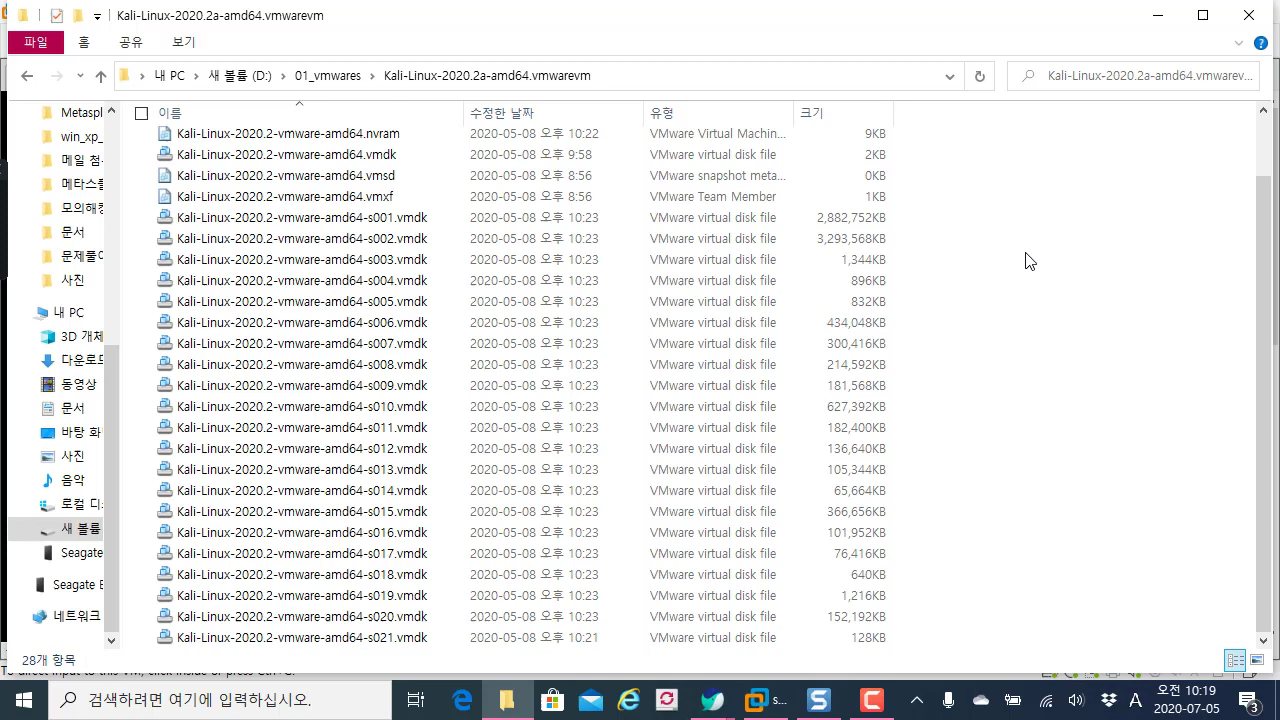 Kali-Linux-2020.2a-amd64.vmwarevm
파일 홈 공유 보기
내 PC > 새 볼륨 (D:) > 01_vmwares > Kali-Linux-2020.2a-amd64.vmwarevm
Kali-Linux-2020.2a-amd64.vmwarev...
이름 수정한 날짜 유형 크기
Kali-Linux-2020.2-vmware-amd64.nvram 2020-05-08 오후 10:22 VMware Virtual Machin... 9KB
Kali-Linux-2020.2-vmware-amd64.vmdk 2020-05-08 오후 9:58 VMware virtual disk file 2KB
Kali-Linux-2020.2-vmware-amd64.vmsd 2020-05-08 오후 8:56 VMware snapshot meta... 0KB
Kali-Linux-2020.2-vmware-amd64.vmxf 2020-05-08 오후 8:56 VMware Team Member 1KB
Kali-Linux-2020.2-vmware-amd64-s001.vmdk 2020-05-08 오후 10:23 VMware virtual disk file 2,882,752KB
Kali-Linux-2020.2-vmware-amd64-s002.vmdk 2020-05-08 오후 10:23 VMware virtual disk file 3,293,568KB
Kali-Linux-2020.2-vmware-amd64-s003.vmdk 2020-05-08 오후 10:23 VMware virtual disk file 1,344KB
Kali-Linux-2020.2-vmware-amd64-s004.vmdk 2020-05-08 오후 10:23 VMware virtual disk file 896KB
Kali-Linux-2020.2-vmware-amd64-s005.vmdk 2020-05-08 오후 10:23 VMware virtual disk file 832KB
Kali-Linux-2020.2-vmware-amd64-s006.vmdk 2020-05-08 오후 10:23 VMware virtual disk file 434,048KB
Kali-Linux-2020.2-vmware-amd64-s007.vmdk 2020-05-08 오후 10:23 VMware virtual disk file 300,416KB
Kali-Linux-2020.2-vmware-amd64-s008.vmdk 2020-05-08 오후 10:23 VMware virtual disk file 214,592KB
Kali-Linux-2020.2-vmware-amd64-s009.vmdk 2020-05-08 오후 10:23 VMware virtual disk file 181,568KB
Kali-Linux-2020.2-vmware-amd64-s010.vmdk 2020-05-08 오후 10:23 VMware virtual disk file 627,392KB
Kali-Linux-2020.2-vmware-amd64-s011.vmdk 2020-05-08 오후 10:23 VMware virtual disk file 182,400KB
Kali-Linux-2020.2-vmware-amd64-s012.vmdk 2020-05-08 오후 10:23 VMware virtual disk file 136,640KB
Kali-Linux-2020.2-vmware-amd64-s013.vmdk 2020-05-08 오후 10:23 VMware virtual disk file 105,344KB
Kali-Linux-2020.2-vmware-amd64-s014.vmdk 2020-05-08 오후 10:23 VMware virtual disk file 65,664KB
Kali-Linux-2020.2-vmware-amd64-s015.vmdk 2020-05-08 오후 10:23 VMware virtual disk file 366,656KB
Kali-Linux-2020.2-vmware-amd64-s016.vmdk 2020-05-08 오후 10:23 VMware virtual disk file 101,952KB
Kali-Linux-2020.2-vmware-amd64-s017.vmdk 2020-05-08 오후 10:23 VMware virtual disk file 76,416KB
Kali-Linux-2020.2-vmware-amd64-s018.vmdk 2020-05-08 오후 10:23 VMware virtual disk file 640KB
Kali-Linux-2020.2-vmware-amd64-s019.vmdk 2020-05-08 오후 10:23 VMware virtual disk file 1,216KB
Kali-Linux-2020.2-vmware-amd64-s020.vmdk 2020-05-08 오후 10:23 VMware virtual disk file 152,192KB
Kali-Linux-2020.2-vmware-amd64-s021.vmdk 2020-05-08 오후 10:21 VMware virtual disk file 128KB
Metaspl
win_xp_
메일 첨
메타스플
모의해킹
문서
문제풀이
사진
내 PC
3D 개체
다운로드
동영상
문서
바탕 화
사진
음악
로컬 디
새 볼륨
Seagate
Seagate E
네트워크
28개 항목
검색하려면 여기에 입력하십시오.
s...
A
오전 10:19
2020-07-05
3